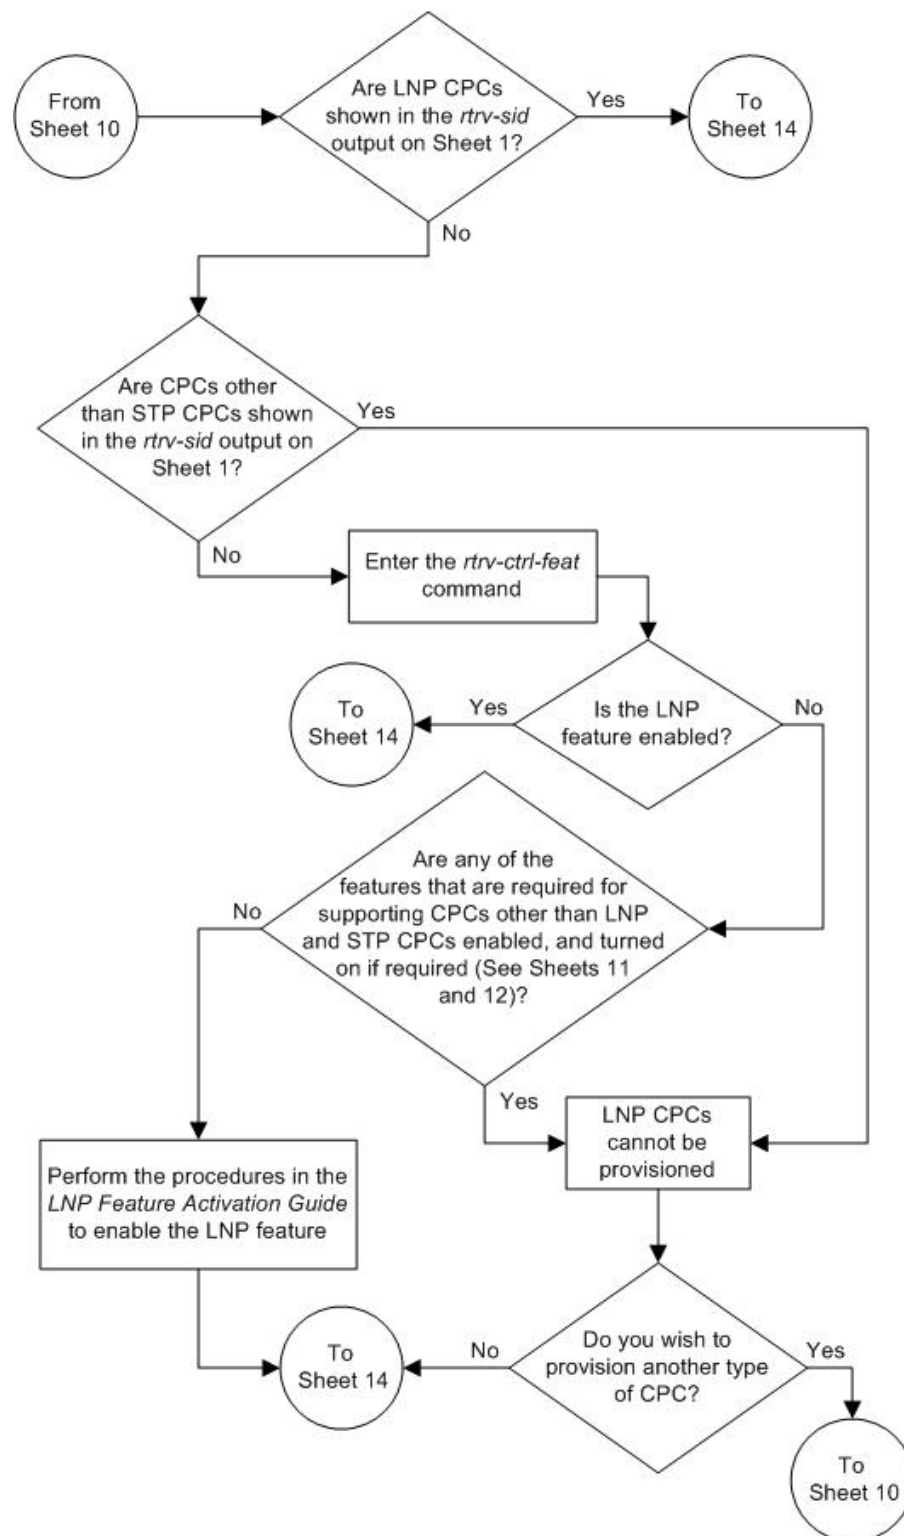 From
Sheet 10
Are LNP CPCs
shown in the rtrv-sid
output on Sheet 1?
Yes
To
Sheet 14
No
Are CPCs other
than STP CPCs shown
in the rtrv-sid output on
Sheet 1?
Yes
No
Enter the rtrv-ctrl-feat
command
Is the LNP
feature enabled?
Yes
No
To
Sheet 14
Are any of the
features that are required for
supporting CPCs other than LNP
and STP CPCs enabled, and turned
on if required (See Sheets 11
and 12)?
No
Yes
LNP CPCs
cannot be
provisioned
Perform the procedures in the
LNP Feature Activation Guide
to enable the LNP feature
Do you wish to
provision another type
of CPC?
No
Yes
To
Sheet 14
To
Sheet 10